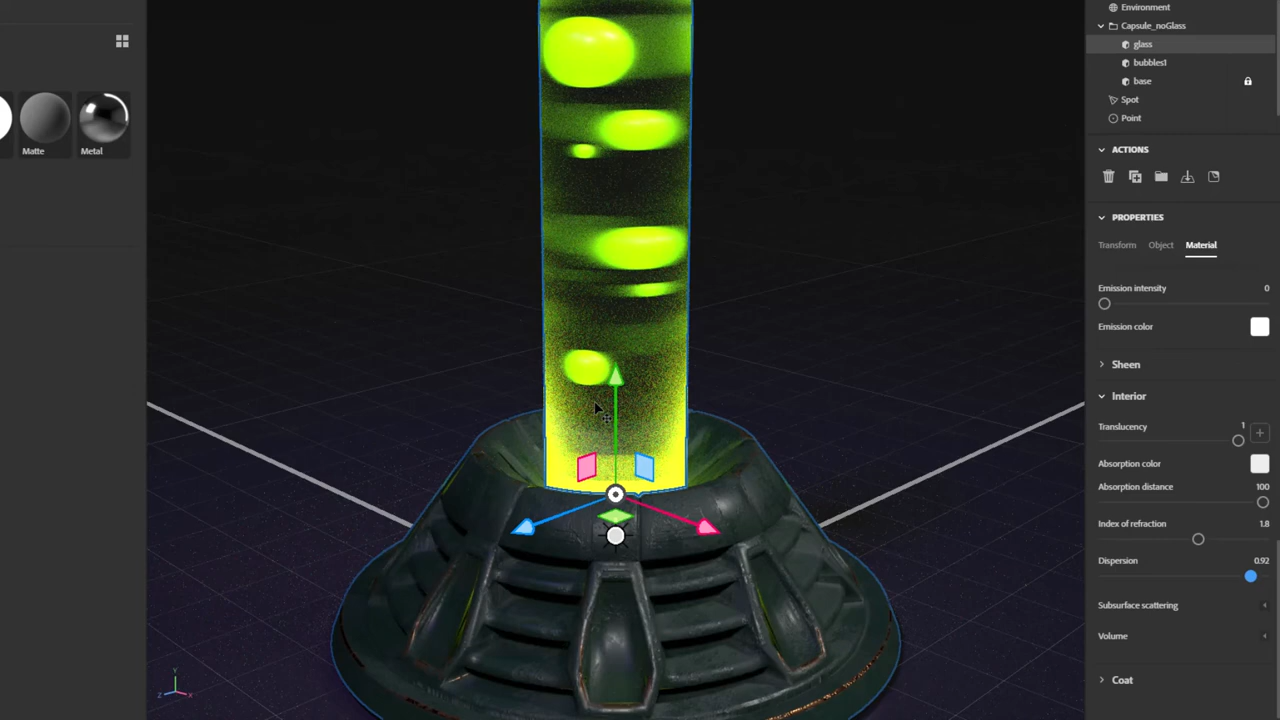 Matte
Metal
Y
Z
X
Environment
Capsule_noGlass
glass
bubbles1
base
Spot
Point
ACTIONS
PROPERTIES
Transform Object Material
Emission intensity 0
Emission color
Sheen
Interior
Translucency 1
Absorption color
Absorption distance 100
Index of refraction 1.8
Dispersion 0.92
Subsurface scattering
Volume
Coat